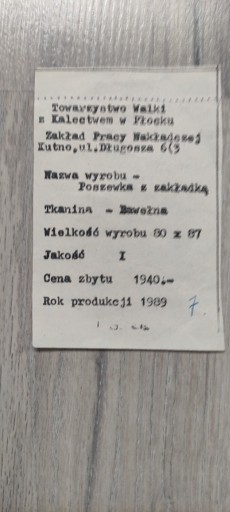 Towarzystwo Walki
z Kalectwem w Płocku
Zakład Pracy Nakładczej
Kutno,ul.Długosza 6/3
Nazwa wyrobu –
Poszewka z zakładką
Tkanina – Bawełna
Wielkość wyrobu 80 x 87
Jakość I
Cena zbytu 1940.–
Rok produkcji 1989
7.